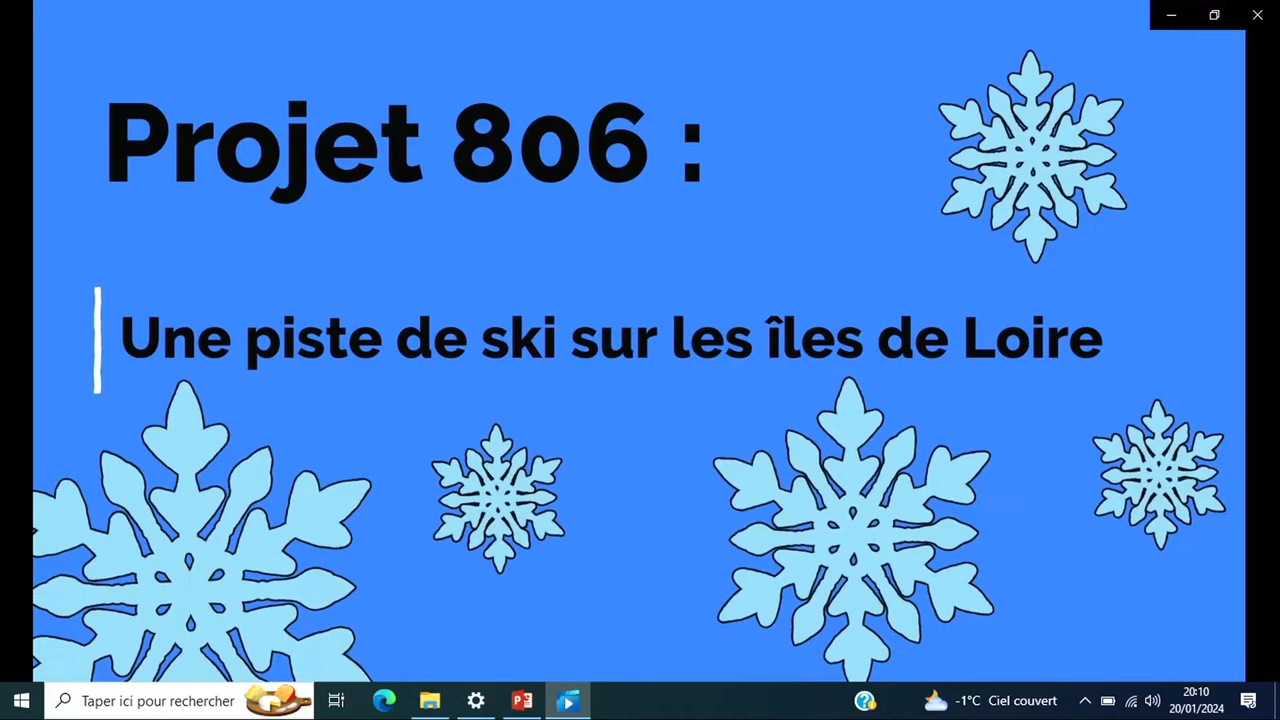 Projet 806 :
Une piste de ski sur les îles de Loire
Taper ici pour rechercher
-1°C Ciel couvert
20:10
20/01/2024